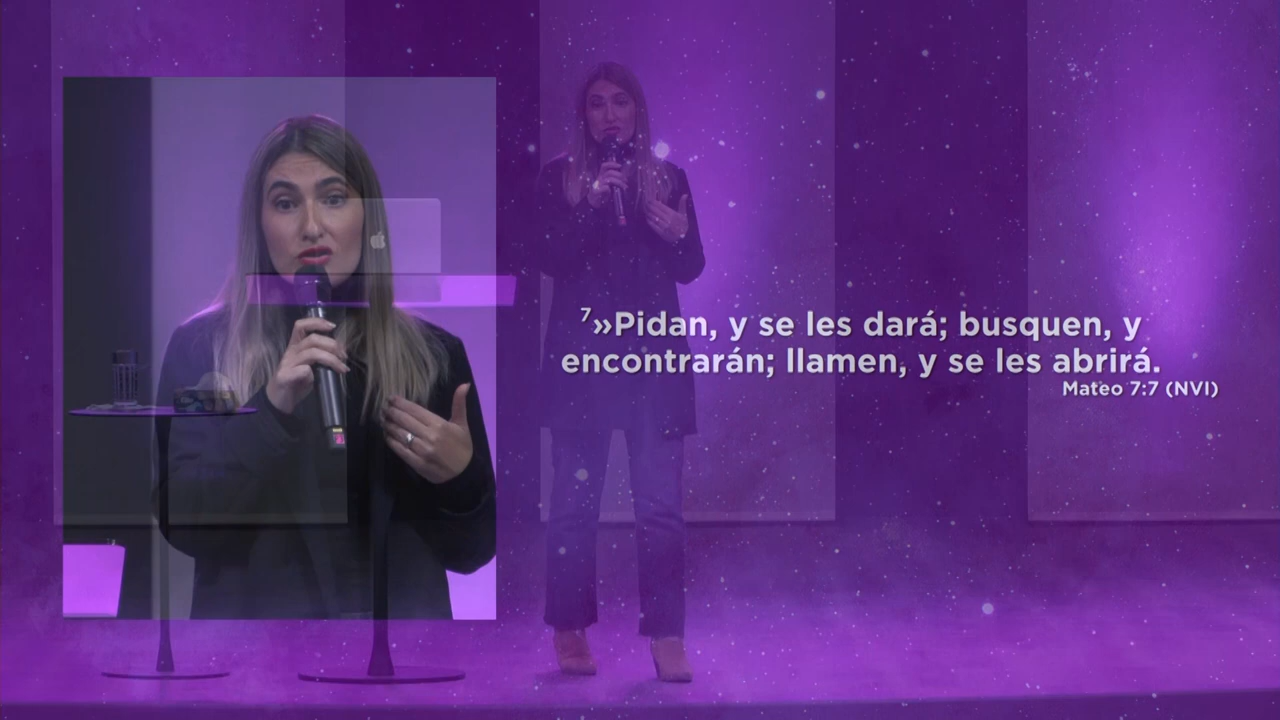 ⁷»Pidan, y se les dará; busquen, y
encontrarán; llamen, y se les abrirá.
Mateo 7:7 (NVI)